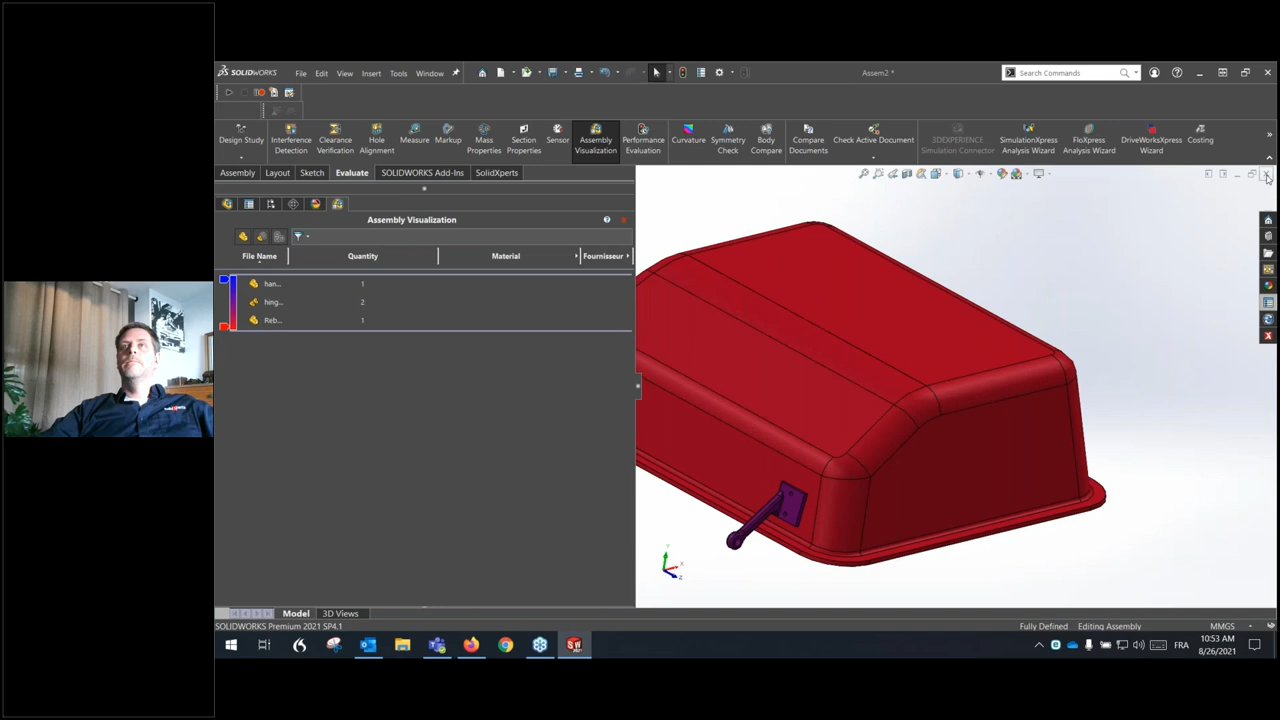 SOLIDWORKS File Edit View Insert Tools Window Assem2 * Search Commands
Design Study Interference Detection Clearance Verification Hole Alignment Measure Markup Mass Properties Section Properties Sensor Assembly Visualization Performance Evaluation Curvature Symmetry Check Body Compare Compare Documents Check Active Document 3DEXPERIENCE Simulation Connector SimulationXpress Analysis Wizard FloXpress Analysis Wizard DriveWorksXpress Wizard Costing
Assembly Layout Sketch Evaluate SOLIDWORKS Add-Ins SolidXperts
Assembly Visualization
File Name Quantity Material Fournisseur
han... 1
hing... 2
Reb... 1
Model 3D Views
SOLIDWORKS Premium 2021 SP4.1 Fully Defined Editing Assembly MMGS
FRA 10:53 AM
8/26/2021